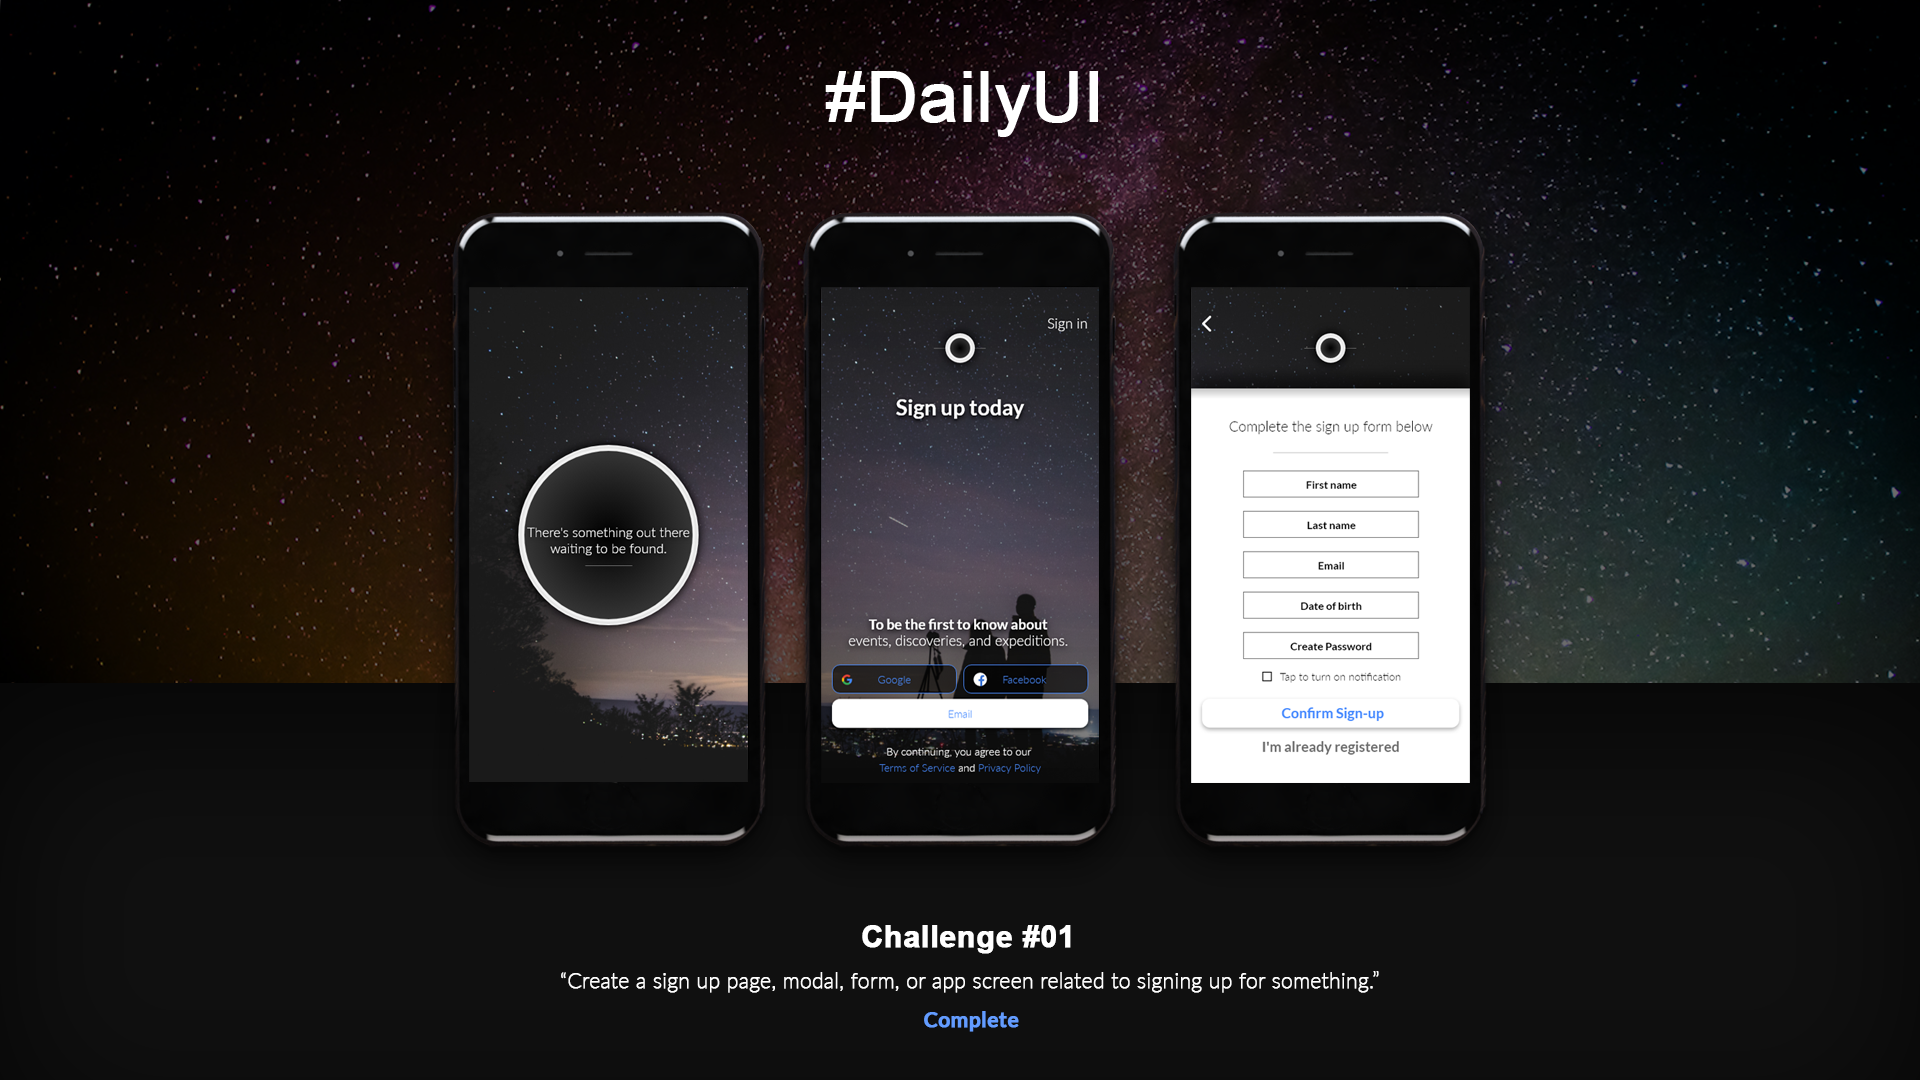 #DailyUI
There's something out there
waiting to be found.
Sign in
Sign up today
To be the first to know about
events, discoveries, and expeditions.
Google
Facebook
Email
By continuing, you agree to our
Terms of Service and Privacy Policy
Complete the sign up form below
First name
Last name
Email
Date of birth
Create Password
Tap to turn on notification
Confirm Sign-up
I'm already registered
Challenge #01
“Create a sign up page, modal, form, or app screen related to signing up for something.”
Complete